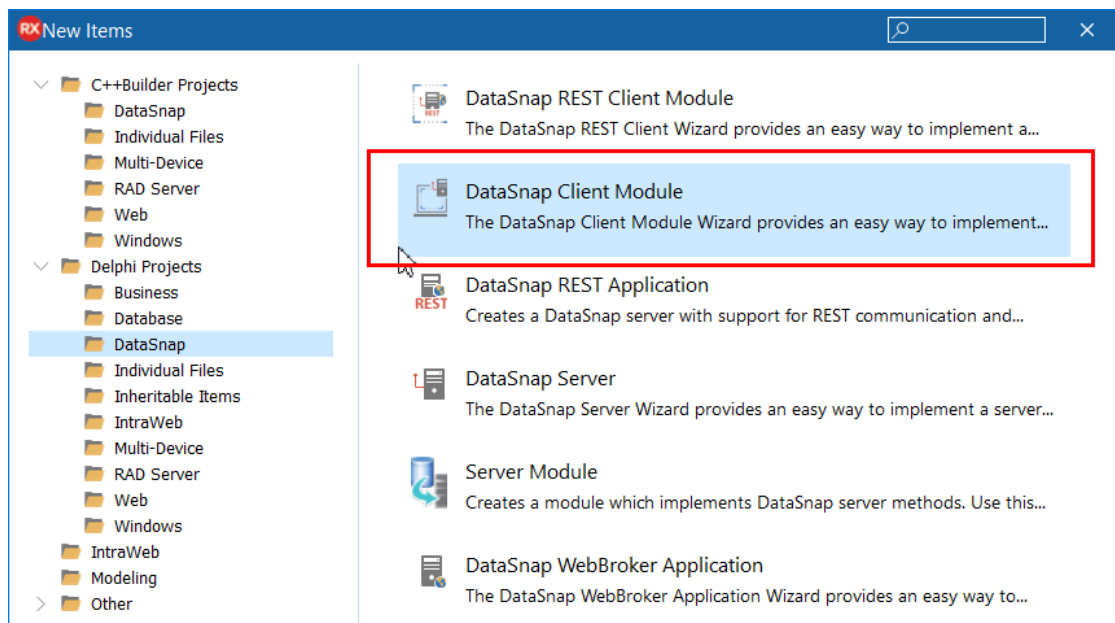 RX New Items
C++Builder Projects
DataSnap
Individual Files
Multi-Device
RAD Server
Web
Windows
Delphi Projects
Business
Database
DataSnap
Individual Files
Inheritable Items
IntraWeb
Multi-Device
RAD Server
Web
Windows
IntraWeb
Modeling
Other
REST
DataSnap REST Client Module
The DataSnap REST Client Wizard provides an easy way to implement a...
DataSnap Client Module
The DataSnap Client Module Wizard provides an easy way to implement...
REST
DataSnap REST Application
Creates a DataSnap server with support for REST communication and...
DataSnap Server
The DataSnap Server Wizard provides an easy way to implement a server...
Server Module
Creates a module which implements DataSnap server methods. Use this...
DataSnap WebBroker Application
The DataSnap WebBroker Application Wizard provides an easy way to...